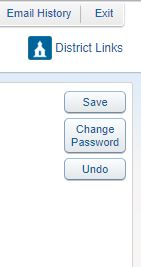 Email History Exit
District Links
Save
Change
Password
Undo